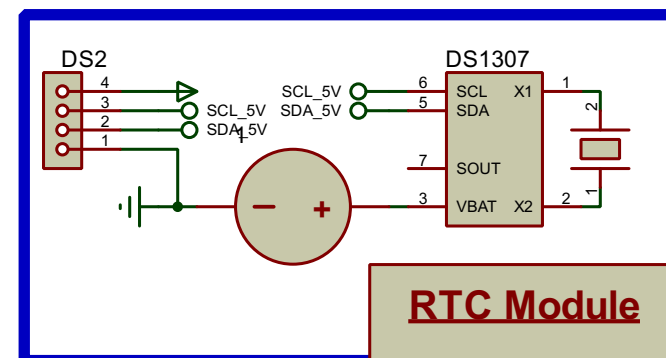 DS2
4
3
2
1
SCL_5V
SDA_5V
1
SCL_5V
SDA_5V
DS1307
6
5
7
3
SCL
SDA
SOUT
VBAT
X1
X2
1
2
2
1
RTC Module